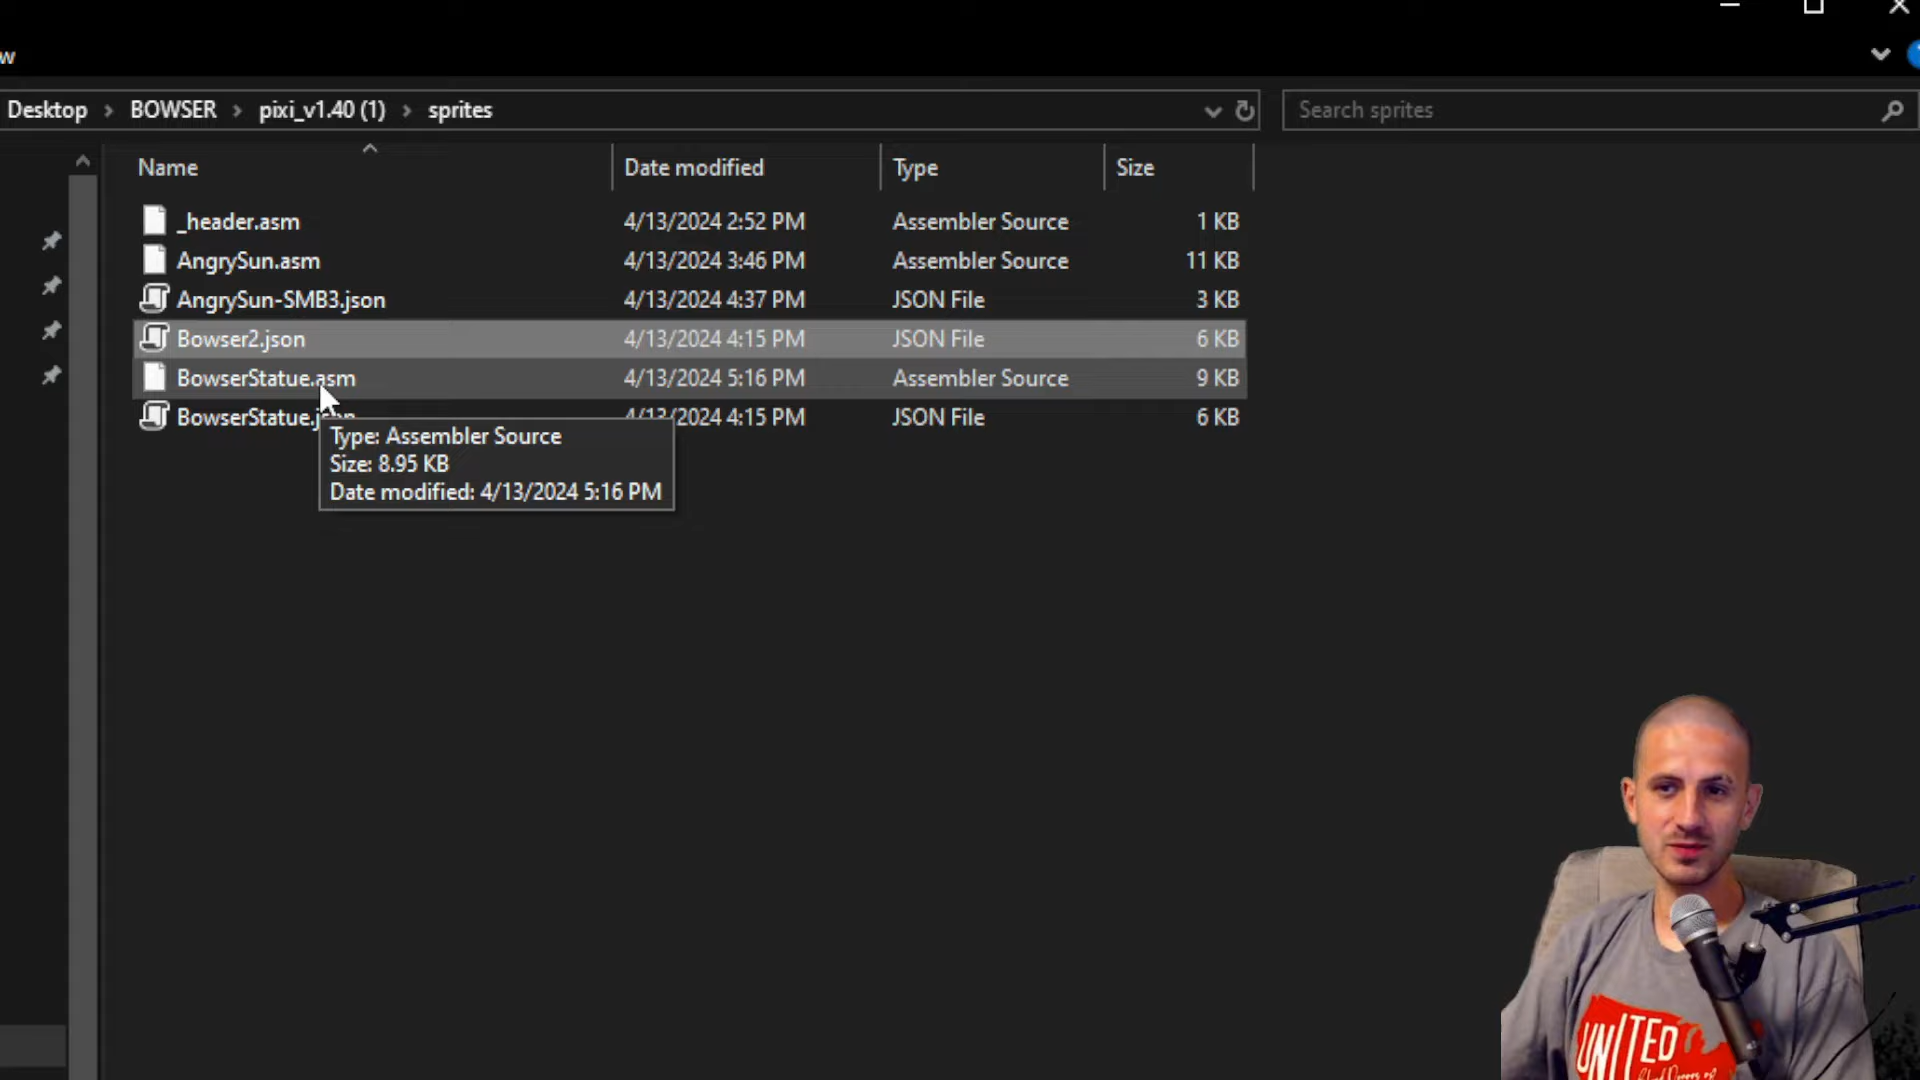 w
Desktop > BOWSER > pixi_v1.40 (1) > sprites
Search sprites
Name Date modified Type Size
_header.asm 4/13/2024 2:52 PM Assembler Source 1 KB
AngrySun.asm 4/13/2024 3:46 PM Assembler Source 11 KB
AngrySun-SMB3.json 4/13/2024 4:37 PM JSON File 3 KB
Bowser2.json 4/13/2024 4:15 PM JSON File 6 KB
BowserStatue.asm 4/13/2024 5:16 PM Assembler Source 9 KB
BowserStatue.json 4/13/2024 4:15 PM JSON File 6 KB
Type: Assembler Source
Size: 8.95 KB
Date modified: 4/13/2024 5:16 PM
UNITED